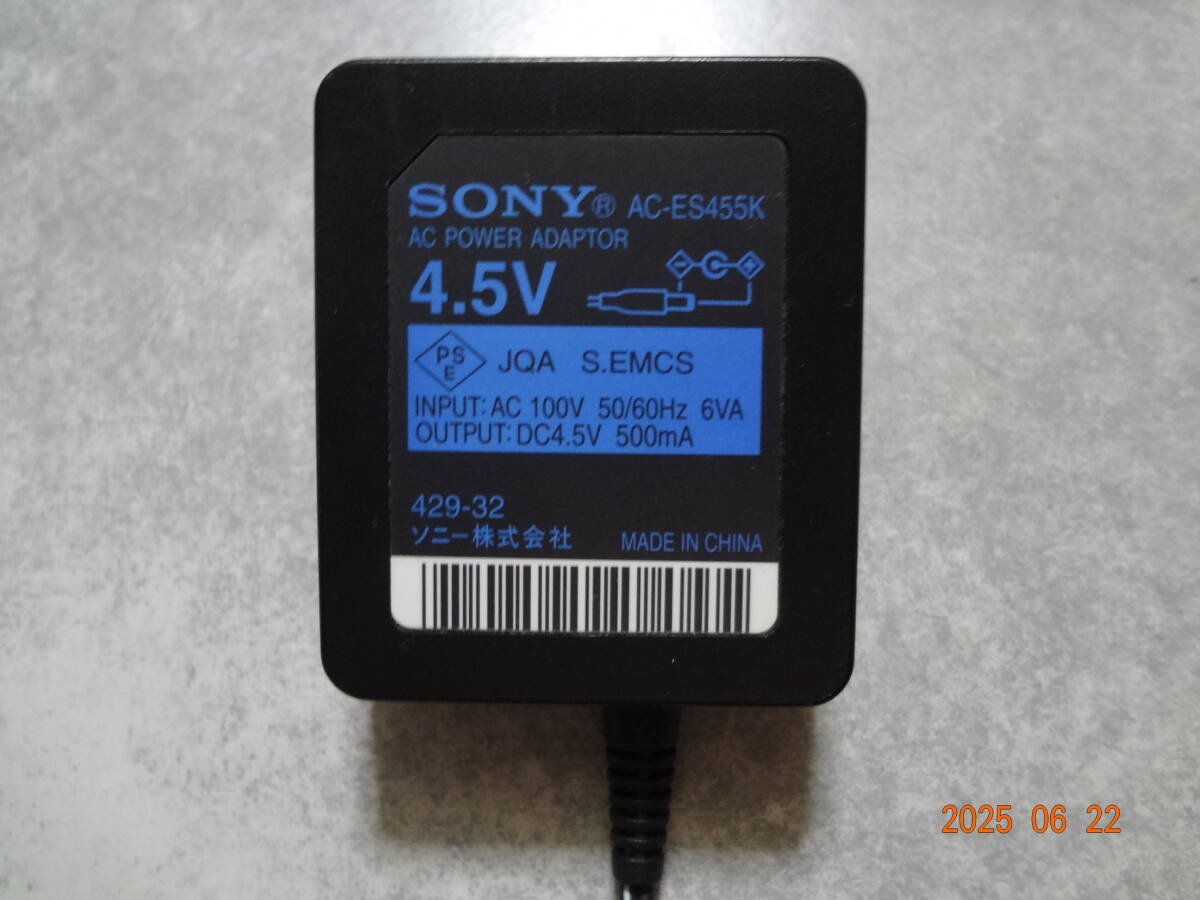 SONY® AC-ES455K
AC POWER ADAPTOR
4.5V
PSE JQA S.EMCS
INPUT: AC 100V 50/60Hz 6VA
OUTPUT: DC4.5V 500mA
429-32
ソニー株式会社 MADE IN CHINA
2025 06 22